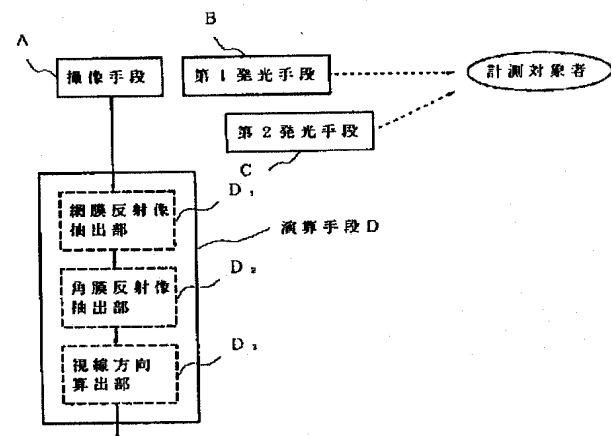 B
A
撮像手段
第1発光手段
計測対象者
第2発光手段
C
D₁
網膜反射像
抽出部
演算手段D
D₂
角膜反射像
抽出部
D₃
視線方向
算出部